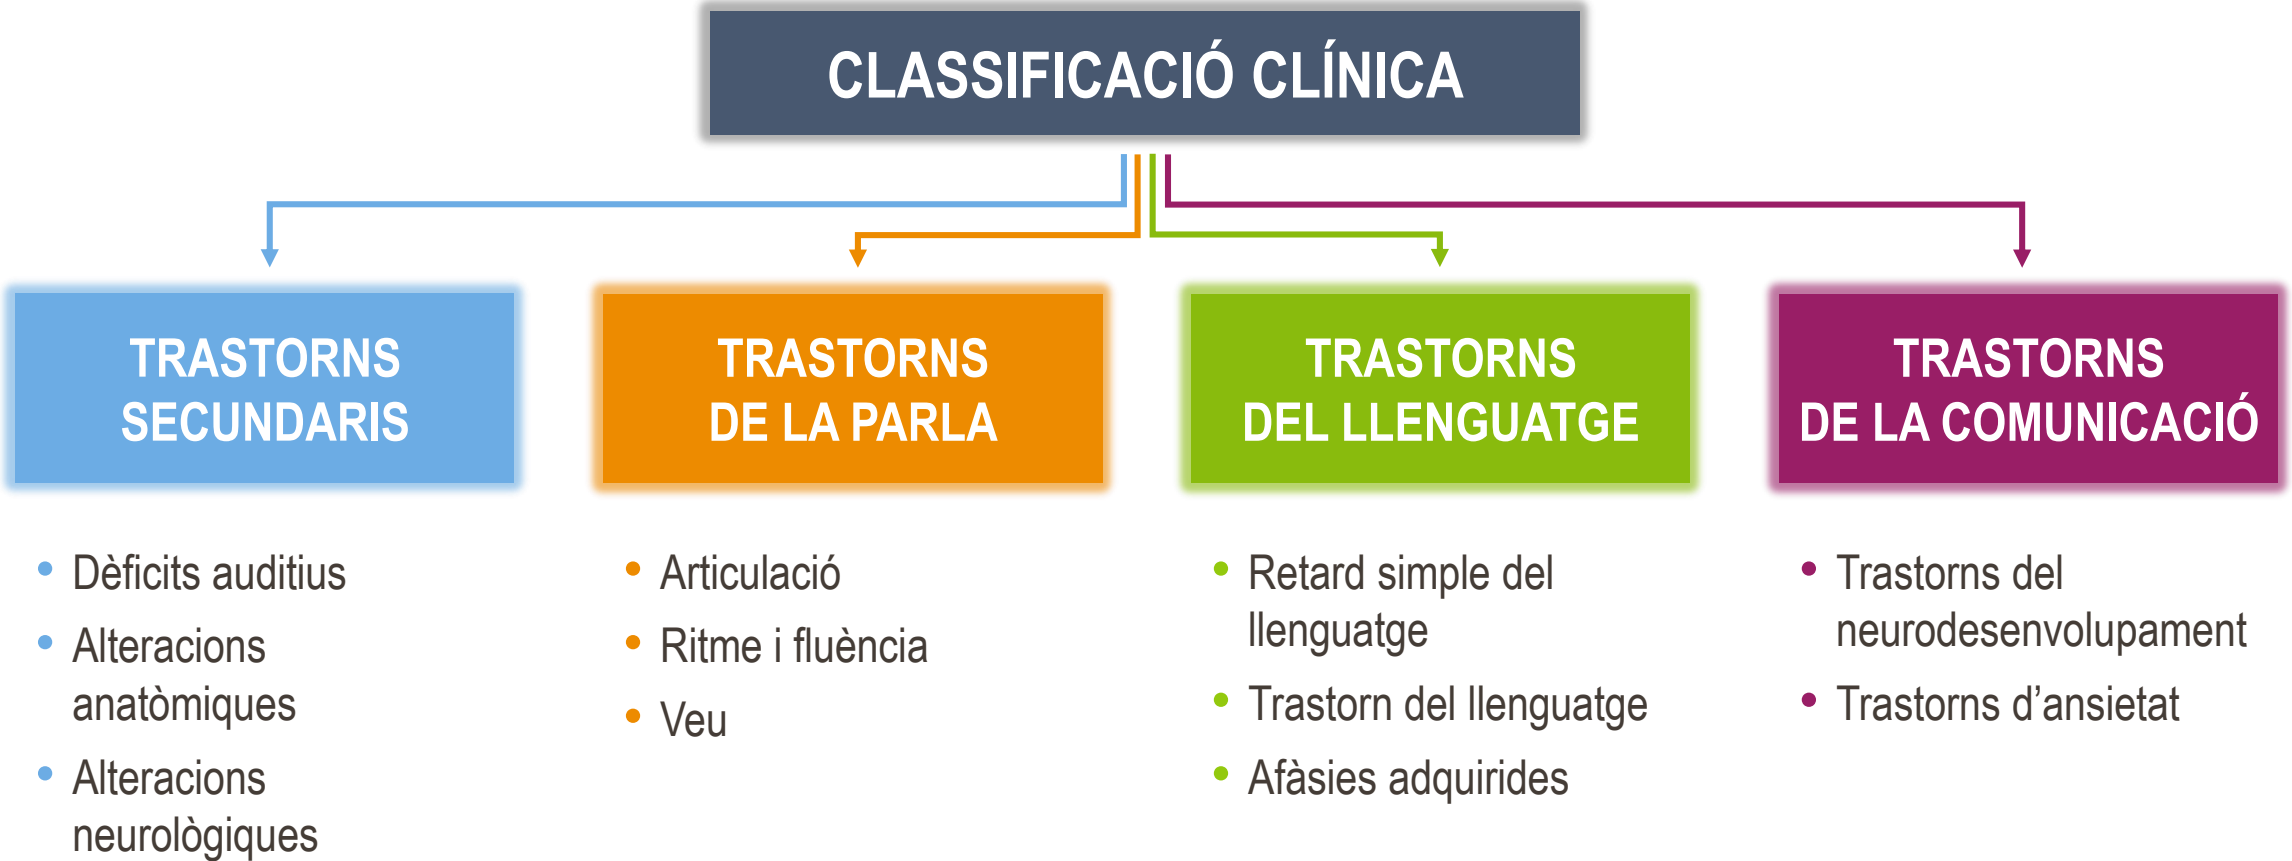 CLASSIFICACIÓ CLÍNICA
TRASTORNS
SECUNDARIS
• Dèficits auditius
• Alteracions
anatòmiques
• Alteracions
neurològiques
TRASTORNS
DE LA PARLA
• Articulació
• Ritme i fluència
• Veu
TRASTORNS
DEL LLENGUATGE
• Retard simple del
llenguatge
• Trastorn del llenguatge
• Afàsies adquirides
TRASTORNS
DE LA COMUNICACIÓ
• Trastorns del
neurodesenvolupament
• Trastorns d’ansietat